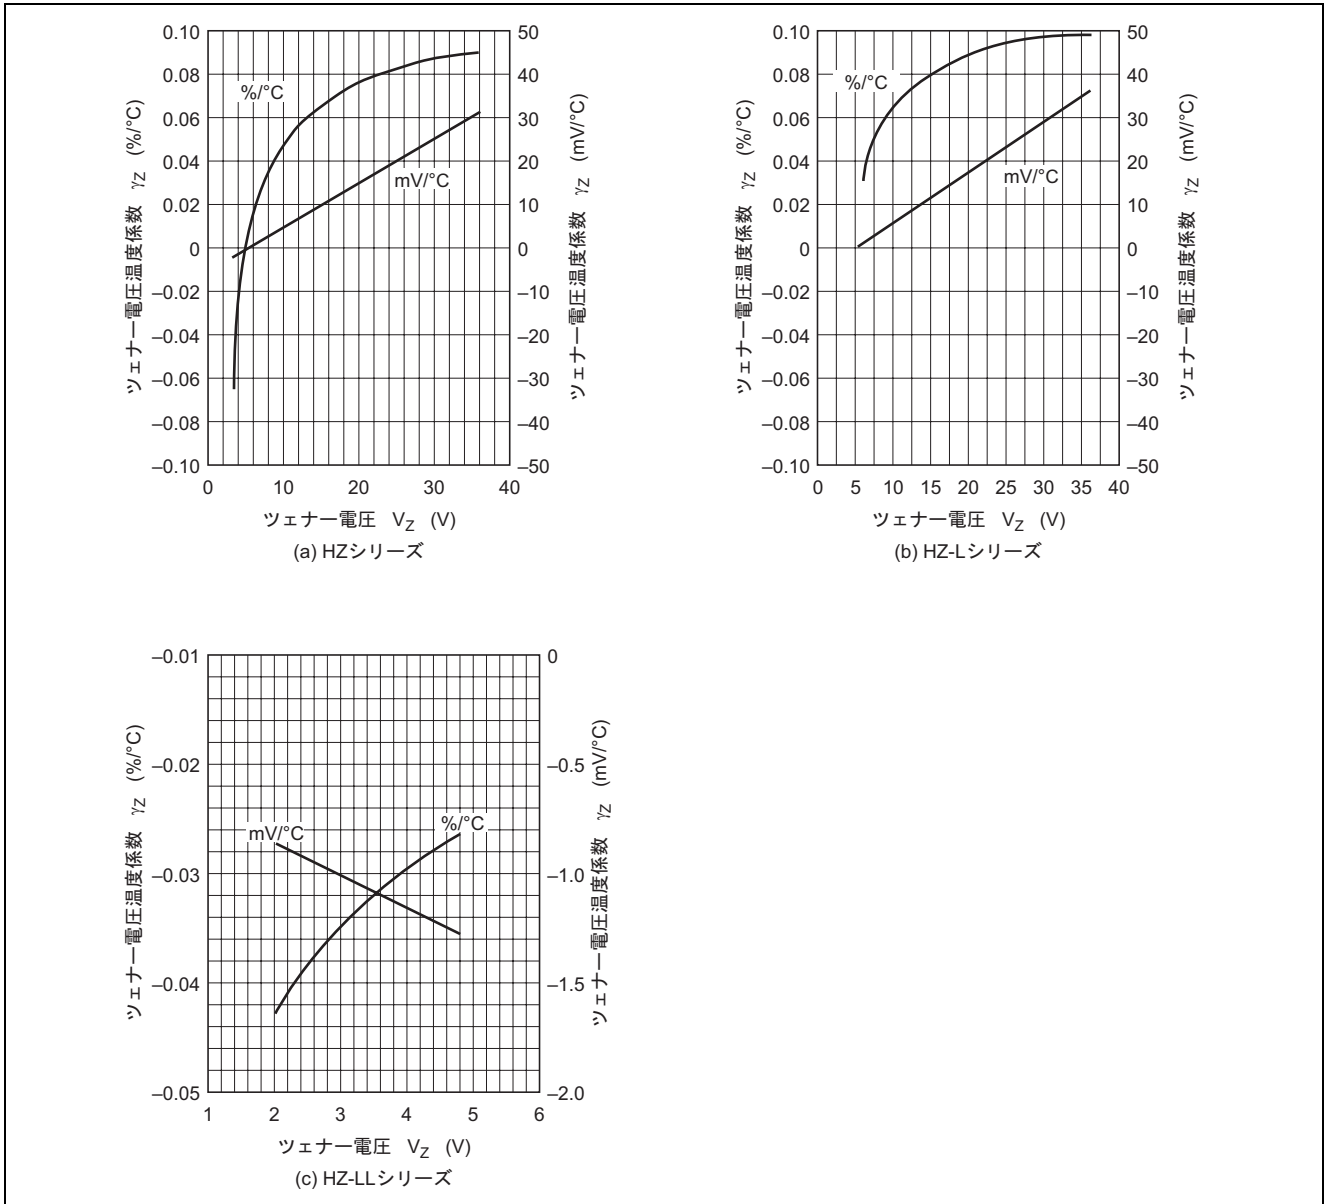 ツェナー電圧温度係数 γZ (%/°C)
0.10
0.08
0.06
0.04
0.02
0
–0.02
–0.04
–0.06
–0.08
–0.10
%/°C
mV/°C
50
40
30
20
10
0
–10
–20
–30
–40
–50
ツェナー電圧温度係数 γZ (mV/°C)
0 10 20 30 40
ツェナー電圧 VZ (V)
(a) HZシリーズ
ツェナー電圧温度係数 γZ (%/°C)
0.10
0.08
0.06
0.04
0.02
0
–0.02
–0.04
–0.06
–0.08
–0.10
%/°C
mV/°C
50
40
30
20
10
0
–10
–20
–30
–40
–50
ツェナー電圧温度係数 γZ (mV/°C)
0 5 10 15 20 25 30 35 40
ツェナー電圧 VZ (V)
(b) HZ-Lシリーズ
ツェナー電圧温度係数 γZ (%/°C)
–0.01
–0.02
–0.03
–0.04
–0.05
mV/°C
%/°C
0
–0.5
–1.0
–1.5
–2.0
ツェナー電圧温度係数 γZ (mV/°C)
1 2 3 4 5 6
ツェナー電圧 VZ (V)
(c) HZ-LLシリーズ